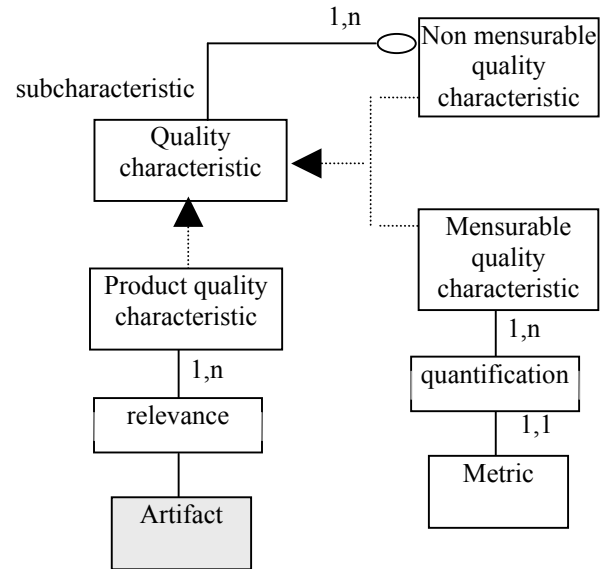 1,n
Non mensurable
quality
characteristic
subcharacteristic
Quality
characteristic
Mensurable
quality
characteristic
Product quality
characteristic
1,n
1,n
quantification
relevance
1,1
Metric
Artifact